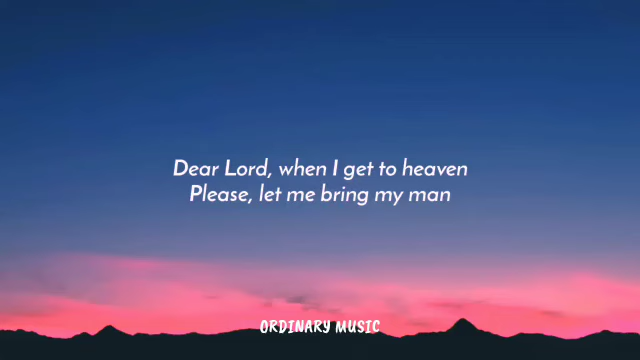 Dear Lord, when I get to heaven
Please, let me bring my man
ORDINARY MUSIC